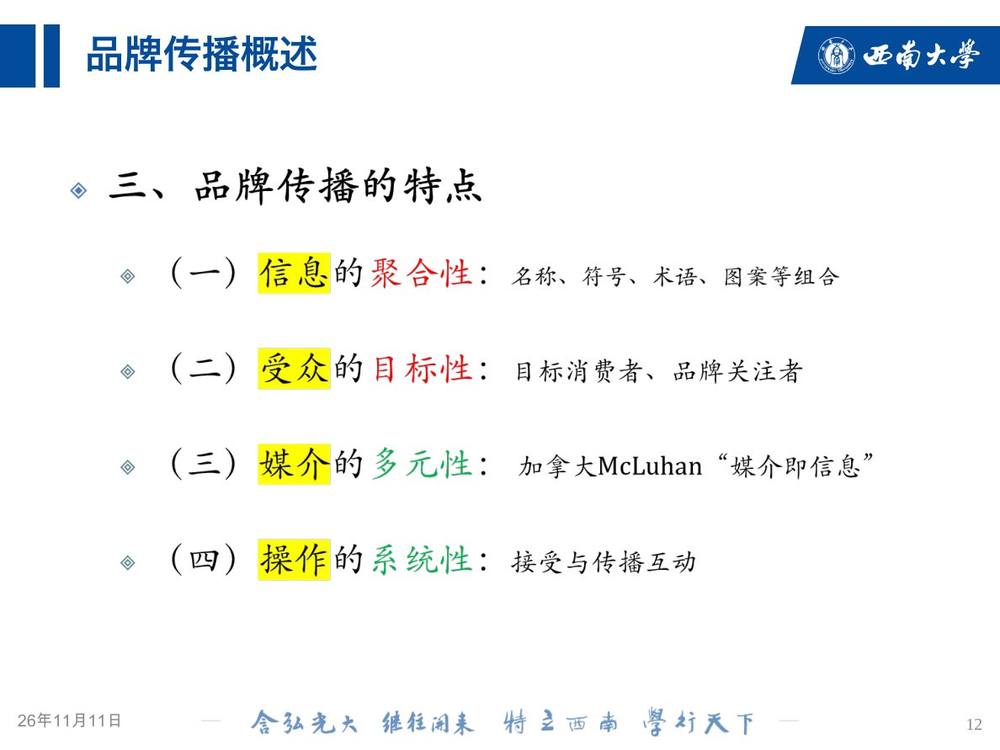 品牌传播概述
西南大学
三、品牌传播的特点
（一）信息的聚合性：名称、符号、术语、图案等组合
（二）受众的目标性：目标消费者、品牌关注者
（三）媒介的多元性：加拿大McLuhan“媒介即信息”
（四）操作的系统性：接受与传播互动
26年11月11日
含弘光大 继往开来 特立西南 學行天下
12